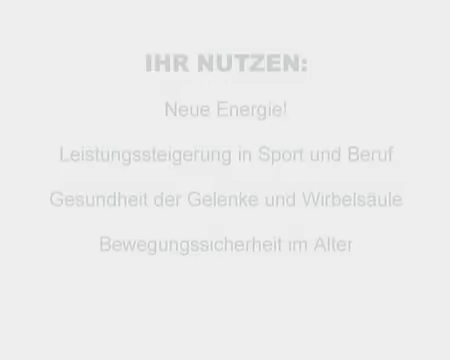 IHR NUTZEN:
Neue Energie!
Leistungssteigerung in Sport und Beruf
Gesundheit der Gelenke und Wirbelsäule
Bewegungssicherheit im Alter